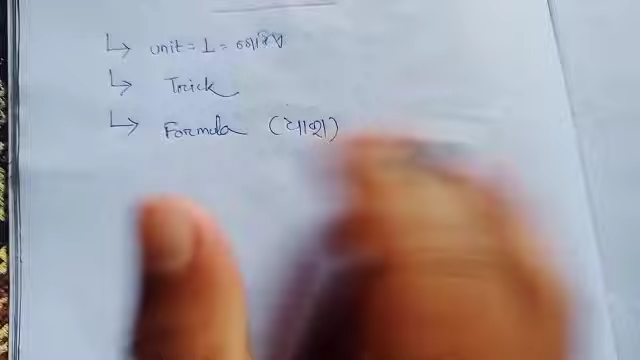 ↳ unit = 1 =
↳ Trick
↳ Formula